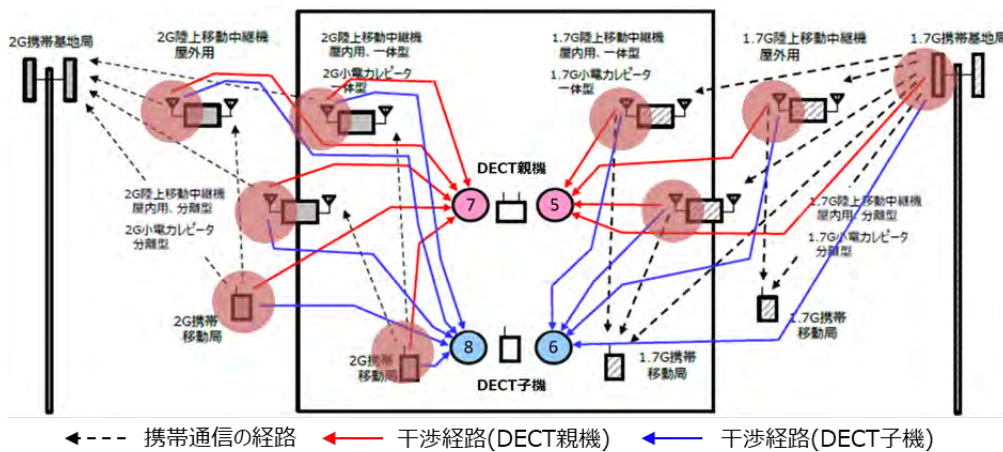 2G携帯基地局
2G陸上移動中継機
屋外用
2G陸上移動中継機
屋内用、一体型
2G小電力レピータ
一体型
1.7G陸上移動中継機
屋内用、一体型
1.7G小電力レピータ
一体型
1.7G陸上移動中継機
屋外用
1.7G携帯基地局
DECT親機
7
5
2G陸上移動中継機
屋内用、分離型
2G小電力レピータ
分離型
1.7G陸上移動中継機
屋内用、分離型
1.7G小電力レピータ
分離型
2G携帯
移動局
2G携帯
移動局
8
6
DECT子機
1.7G携帯
移動局
1.7G携帯
移動局
携帯通信の経路
干渉経路(DECT親機)
干渉経路(DECT子機)